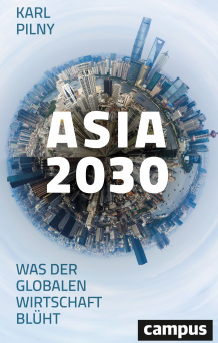 KARL
PILNY
ASIA
2030
WAS DER
GLOBALEN
WIRTSCHAFT
BLÜHT
campus